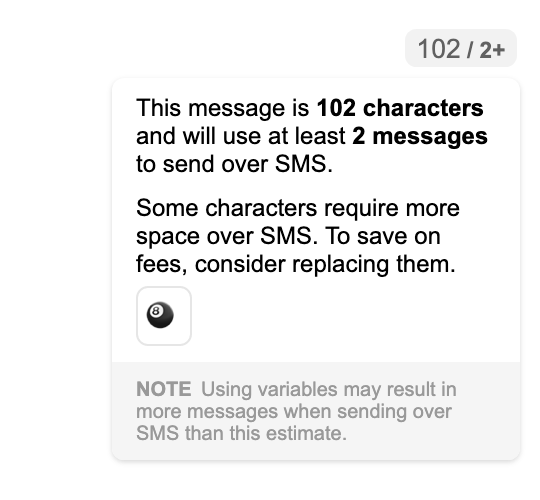 102 / 2+
This message is 102 characters
and will use at least 2 messages
to send over SMS.
Some characters require more
space over SMS. To save on
fees, consider replacing them.
8
NOTE Using variables may result in
more messages when sending over
SMS than this estimate.